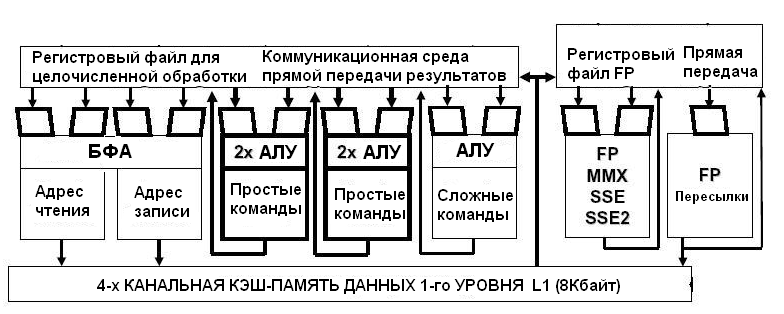 Регистровый файл для
целочисленной обработки
Коммуникационная среда
прямой передачи результатов
Регистровый
файл FP
Прямая
передача
БФА
2х АЛУ
2х АЛУ
АЛУ
FP
MMX
SSE
SSE2
FP
Пересылки
Адрес
чтения
Адрес
записи
Простые
команды
Простые
команды
Сложные
команды
4-х КАНАЛЬНАЯ КЭШ-ПАМЯТЬ ДАННЫХ 1-го УРОВНЯ L1 (8Кбайт)